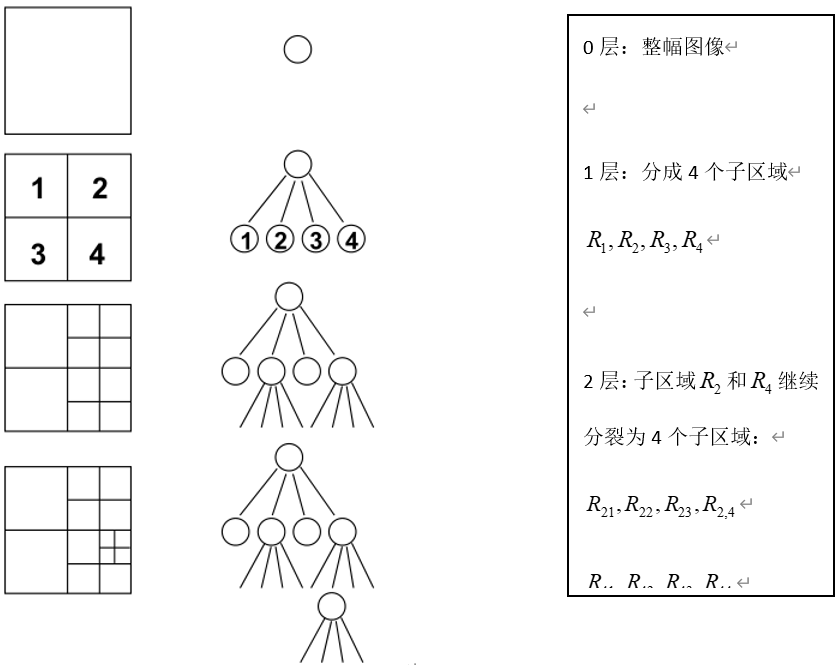 1 2
3 4
1 2 3 4
0 层：整幅图像↵
↵
1 层：分成 4 个子区域↵
R₁, R₂, R₃, R₄↵
↵
2 层：子区域 R₂ 和 R₄ 继续
分裂为 4 个子区域：↵
R₂₁, R₂₂, R₂₃, R₂,₄↵